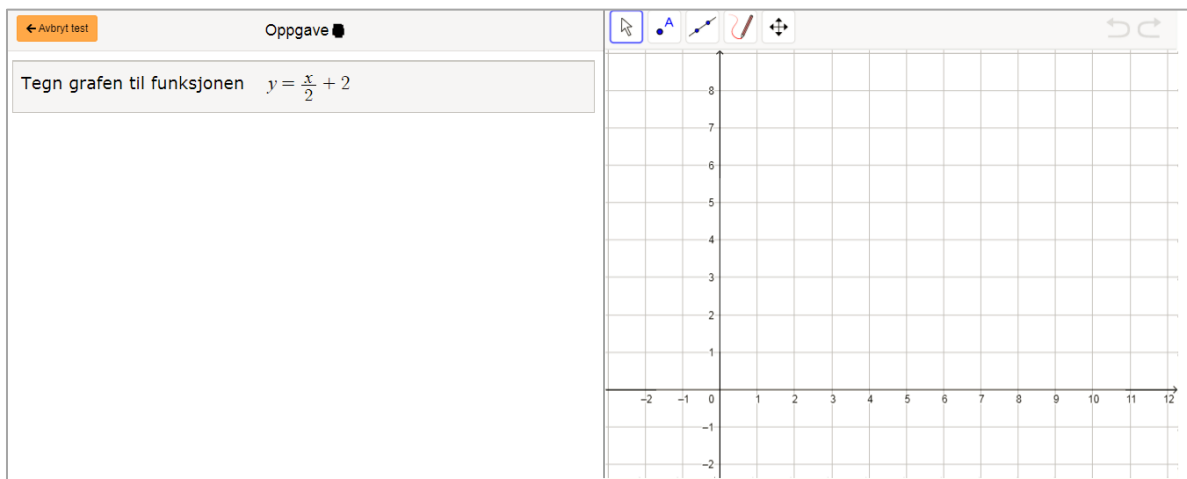 ← Avbryt test
Oppgave
Tegn grafen til funksjonen y = x/2 + 2
A
8
7
6
5
4
3
2
1
–2 –1 0 1 2 3 4 5 6 7 8 9 10 11 12
–1
–2